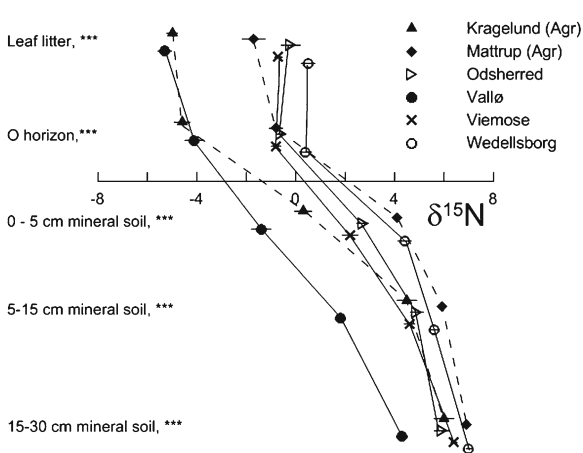 Leaf litter, ***
Kragelund (Agr)
Mattrup (Agr)
Odsherred
Vallø
Viemose
Wedellsborg
O horizon,***
-8 -4 0 4 8
δ15N
0 - 5 cm mineral soil, ***
5-15 cm mineral soil, ***
15-30 cm mineral soil, ***